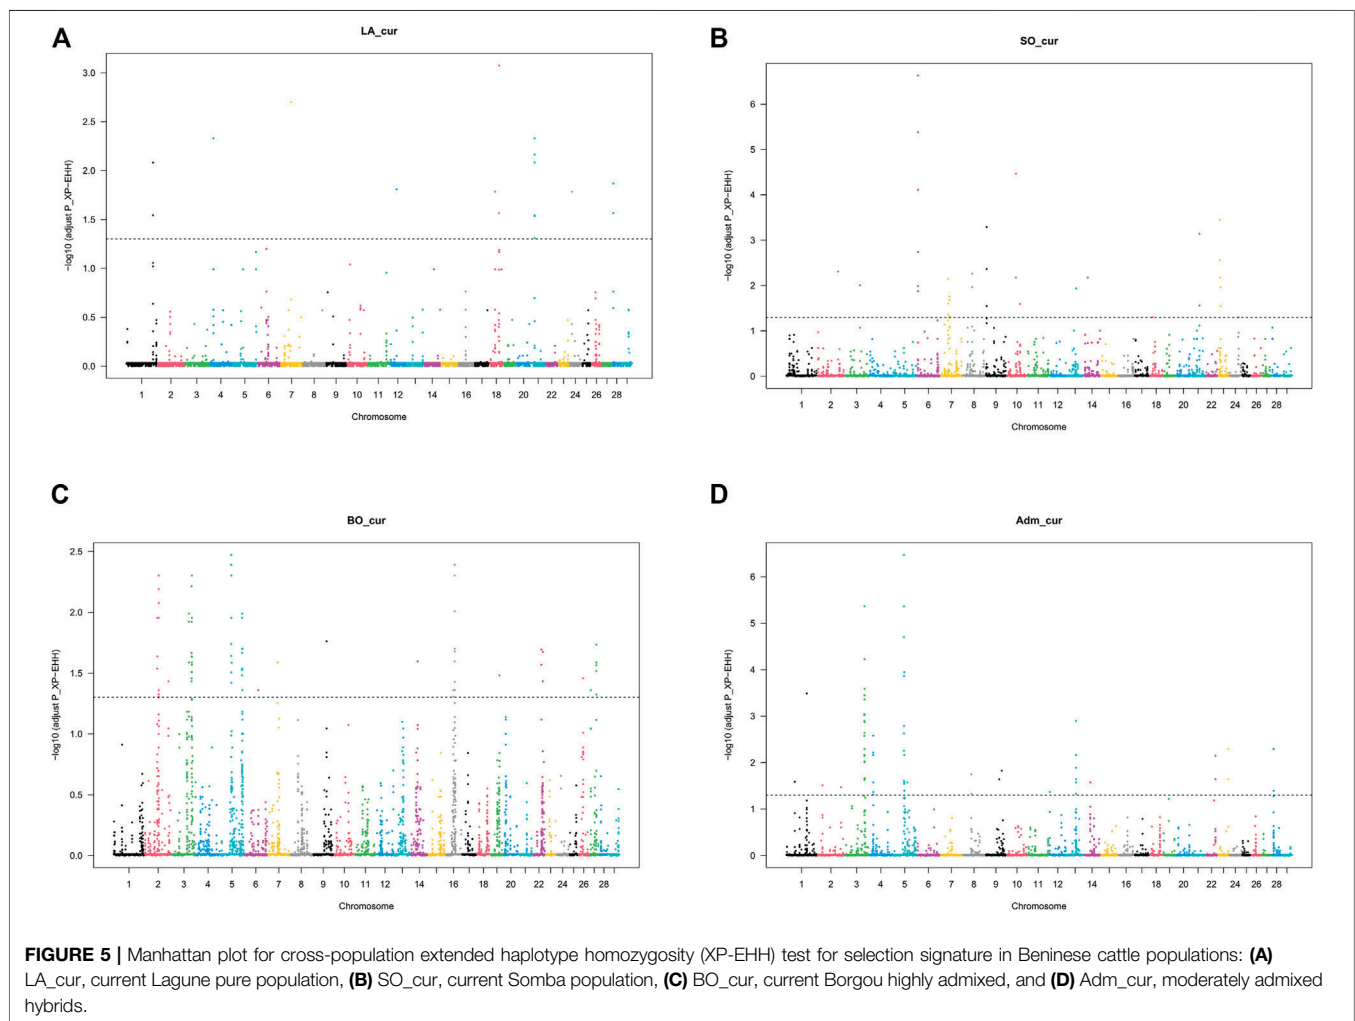 A
LA_cur
3.0
2.5
2.0
1.5
1.0
0.5
0.0
−log10 (adjust P_XP−EHH)
1 2 3 4 5 6 7 8 9 10 11 12 14 16 18 20 22 24 26 28
Chromosome
B
SO_cur
6
5
4
3
2
1
0
−log10 (adjust P_XP−EHH)
1 2 3 4 5 6 7 8 9 10 11 12 14 16 18 20 22 24 26 28
Chromosome
C
BO_cur
2.5
2.0
1.5
1.0
0.5
0.0
−log10 (adjust P_XP−EHH)
1 2 3 4 5 6 7 8 9 10 11 12 14 16 18 20 22 24 26 28
Chromosome
D
Adm_cur
6
5
4
3
2
1
0
−log10 (adjust P_XP−EHH)
1 2 3 4 5 6 7 8 9 10 11 12 14 16 18 20 22 24 26 28
Chromosome
FIGURE 5 | Manhattan plot for cross-population extended haplotype homozygosity (XP-EHH) test for selection signature in Beninese cattle populations: (A)
LA_cur, current Lagune pure population, (B) SO_cur, current Somba population, (C) BO_cur, current Borgou highly admixed, and (D) Adm_cur, moderately admixed
hybrids.